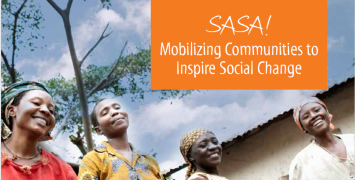 SASA!
Mobilizing Communities to
Inspire Social Change